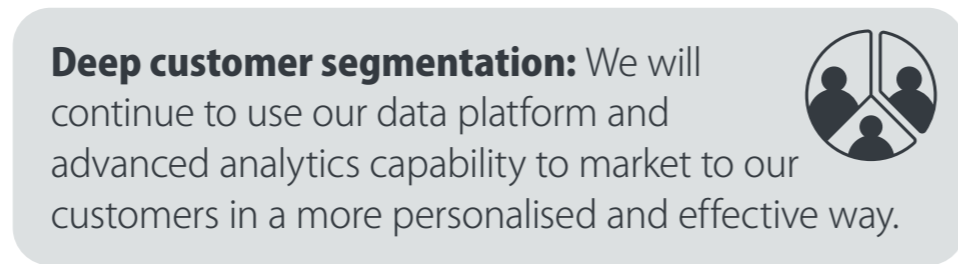 Deep customer segmentation: We will
continue to use our data platform and
advanced analytics capability to market to our
customers in a more personalised and effective way.